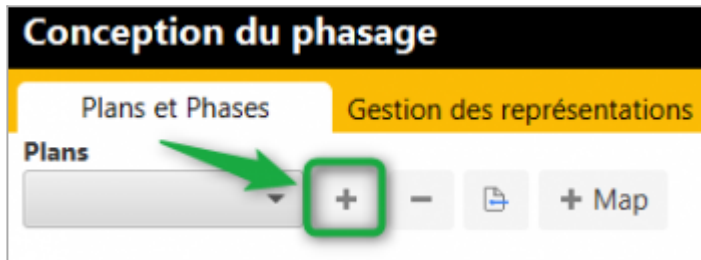 Conception du phasage
Plans et Phases Gestion des représentations
Plans
+ − + Map